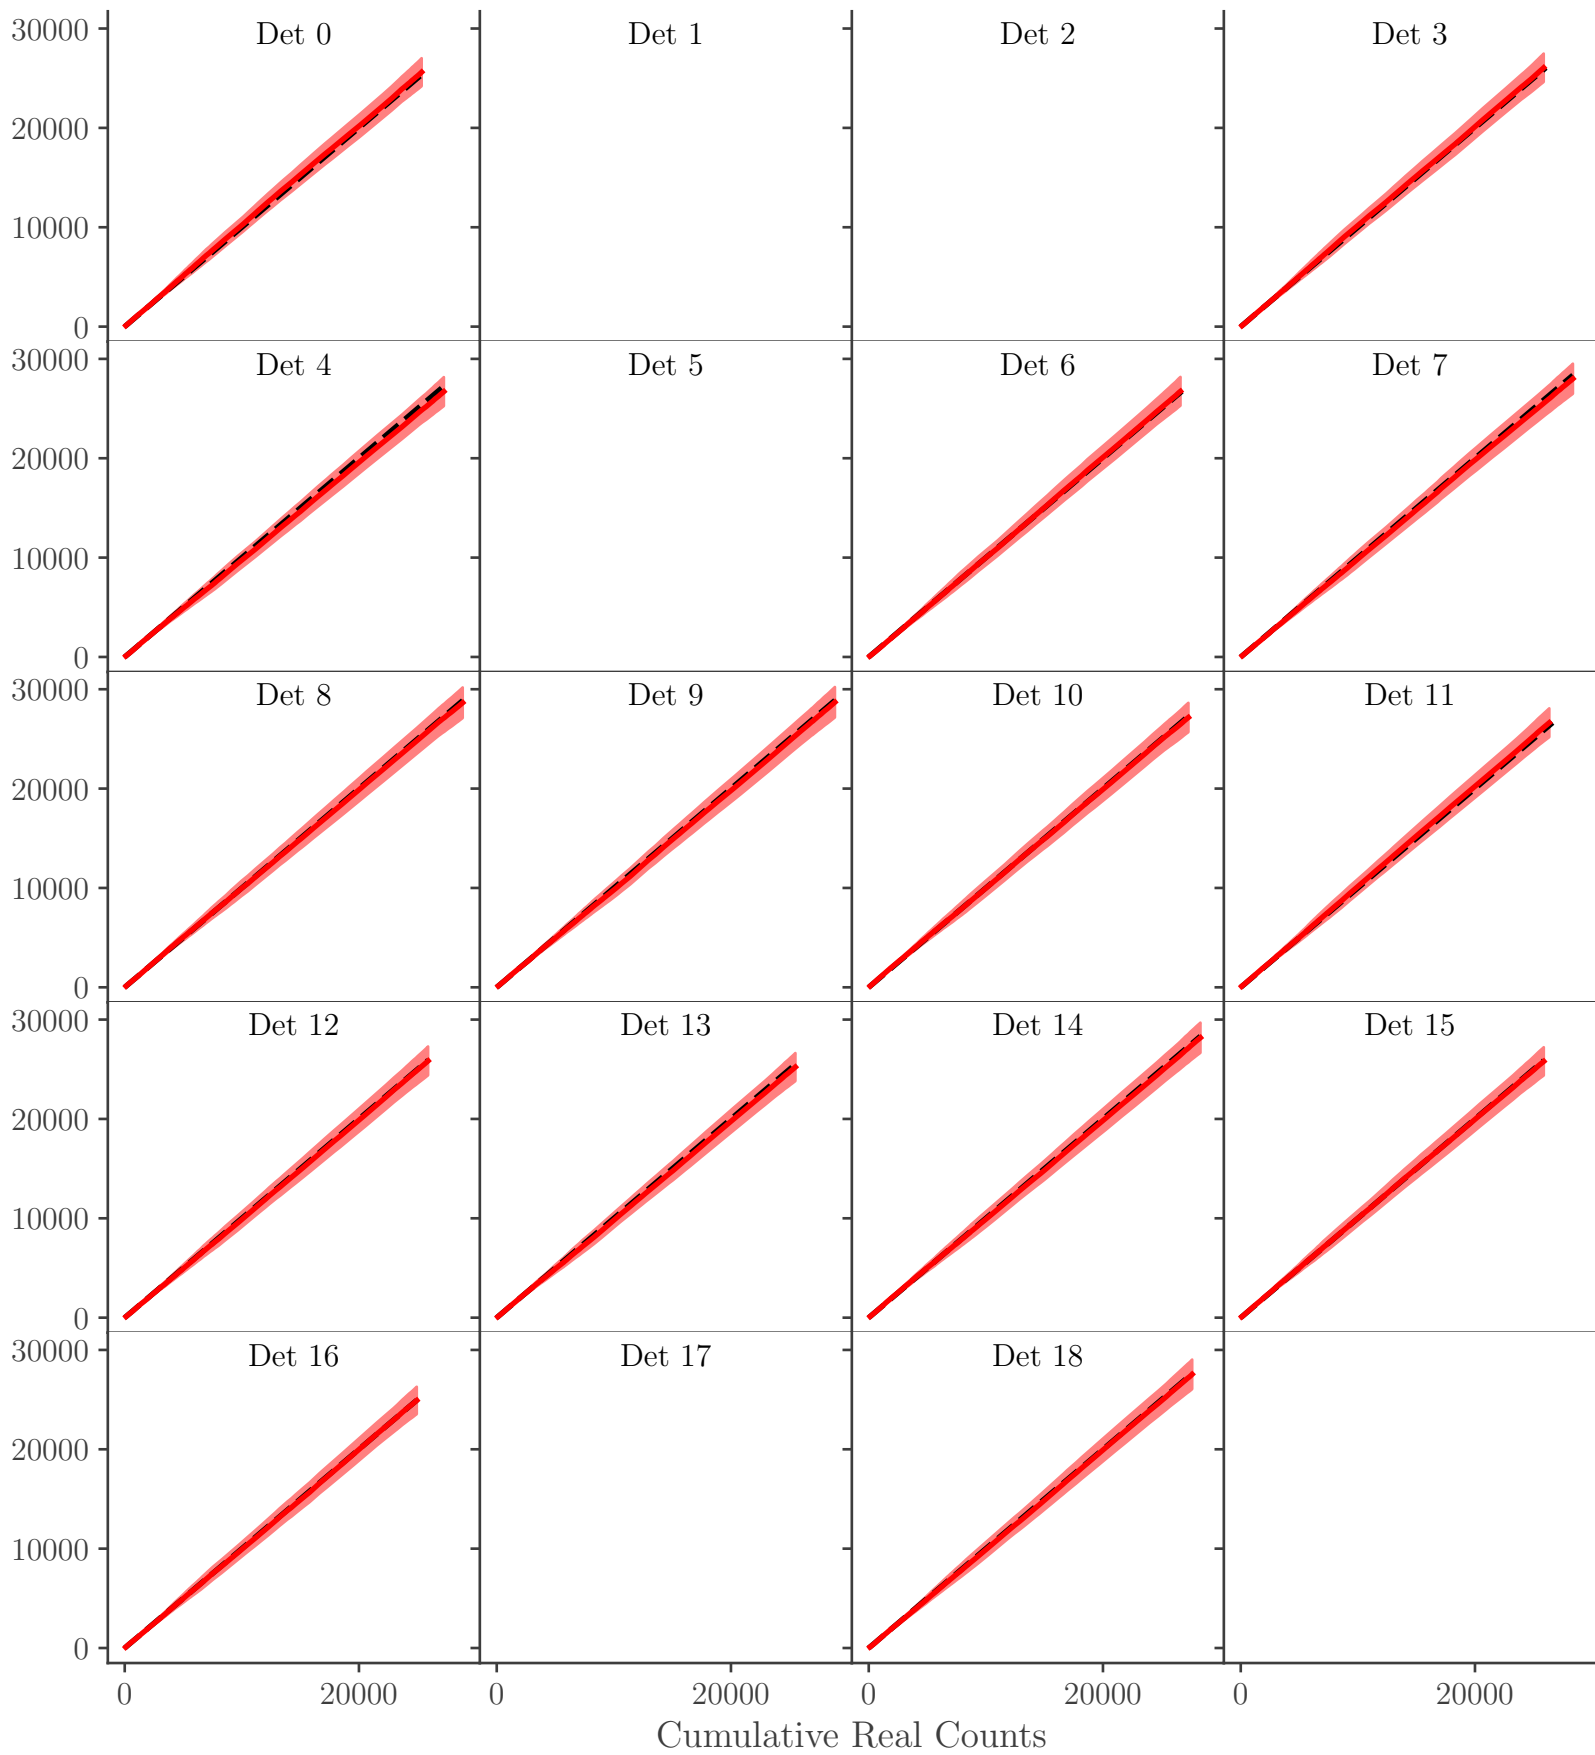 30000 Det 0 Det 1 Det 2 Det 3
20000
10000
0
30000 Det 4 Det 5 Det 6 Det 7
20000
10000
0
30000 Det 8 Det 9 Det 10 Det 11
20000
10000
0
30000 Det 12 Det 13 Det 14 Det 15
20000
10000
0
30000 Det 16 Det 17 Det 18
20000
10000
0
0 20000 0 20000 0 20000 0 20000
Cumulative Real Counts